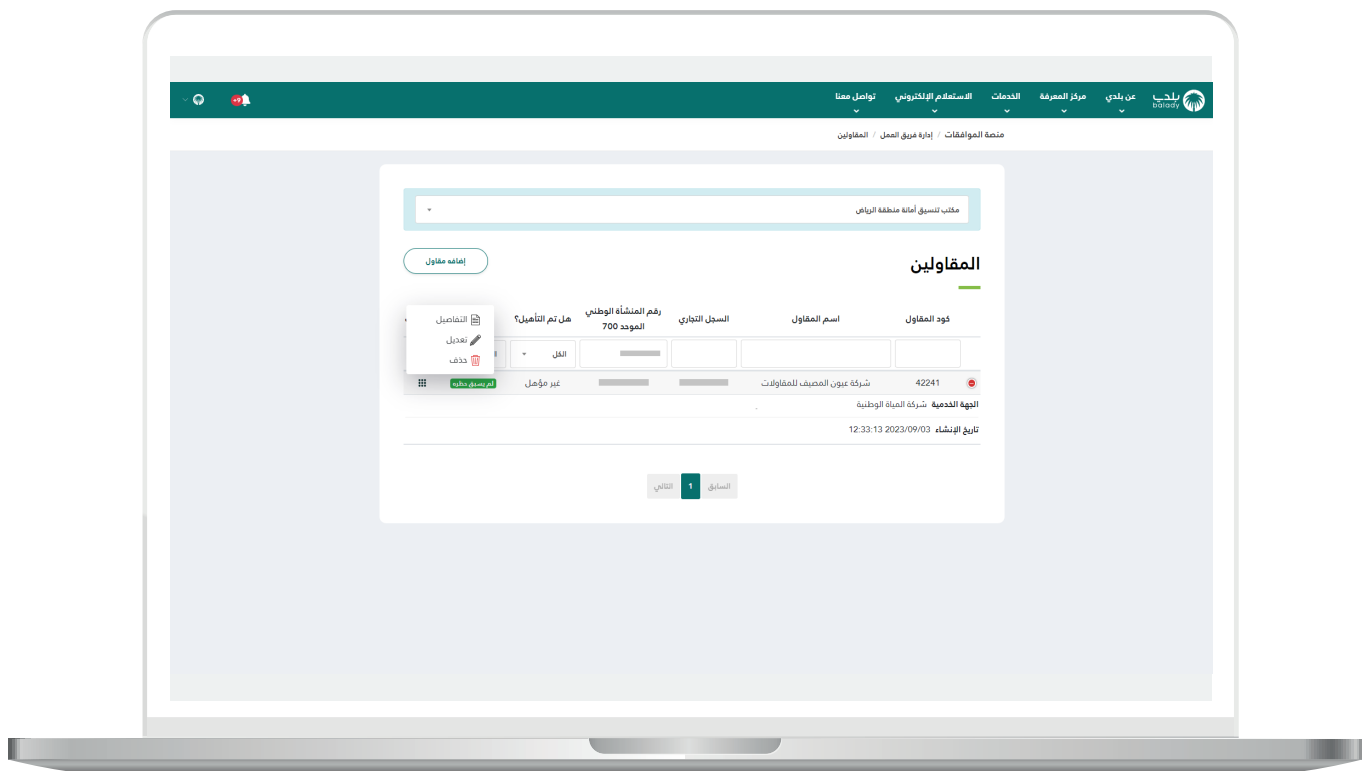 بلدي
balady
عن بلدي
مركز المعرفة
الخدمات
الاستعلام الإلكتروني
تواصل معنا
+9
منصة الموافقات / إدارة فريق العمل / المقاولين
مكتب تنسيق أمانة منطقة الرياض
المقاولين
إضافه مقاول
كود المقاول
اسم المقاول
السجل التجاري
رقم المنشأة الوطني الموحد 700
هل تم التأهيل؟
الكل
التفاصيل
تعديل
حذف
42241
شركة عيون المصيف للمقاولات
غير مؤهل
لم يسبق حظره
الجهة الخدمية شركة المياة الوطنية
تاريخ الإنشاء 2023/09/03 12:33:13
السابق
1
التالي